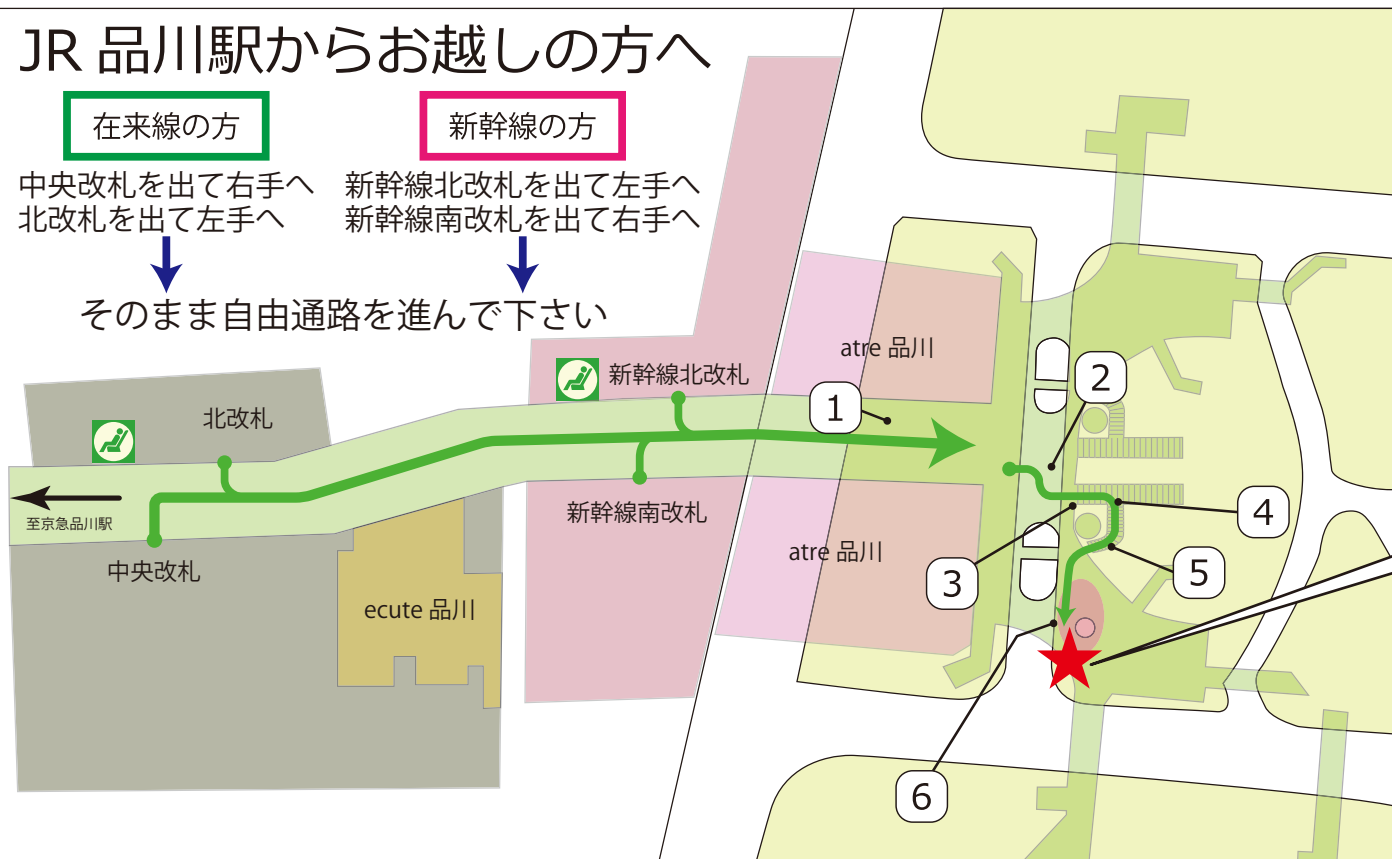 JR 品川駅からお越しの方へ
在来線の方
中央改札を出て右手へ
北改札を出て左手へ
新幹線の方
新幹線北改札を出て左手へ
新幹線南改札を出て右手へ
そのまま自由通路を進んで下さい
atre 品川
新幹線北改札
1
2
北改札
至京急品川駅
新幹線南改札
4
中央改札
atre 品川
3
5
ecute 品川
6